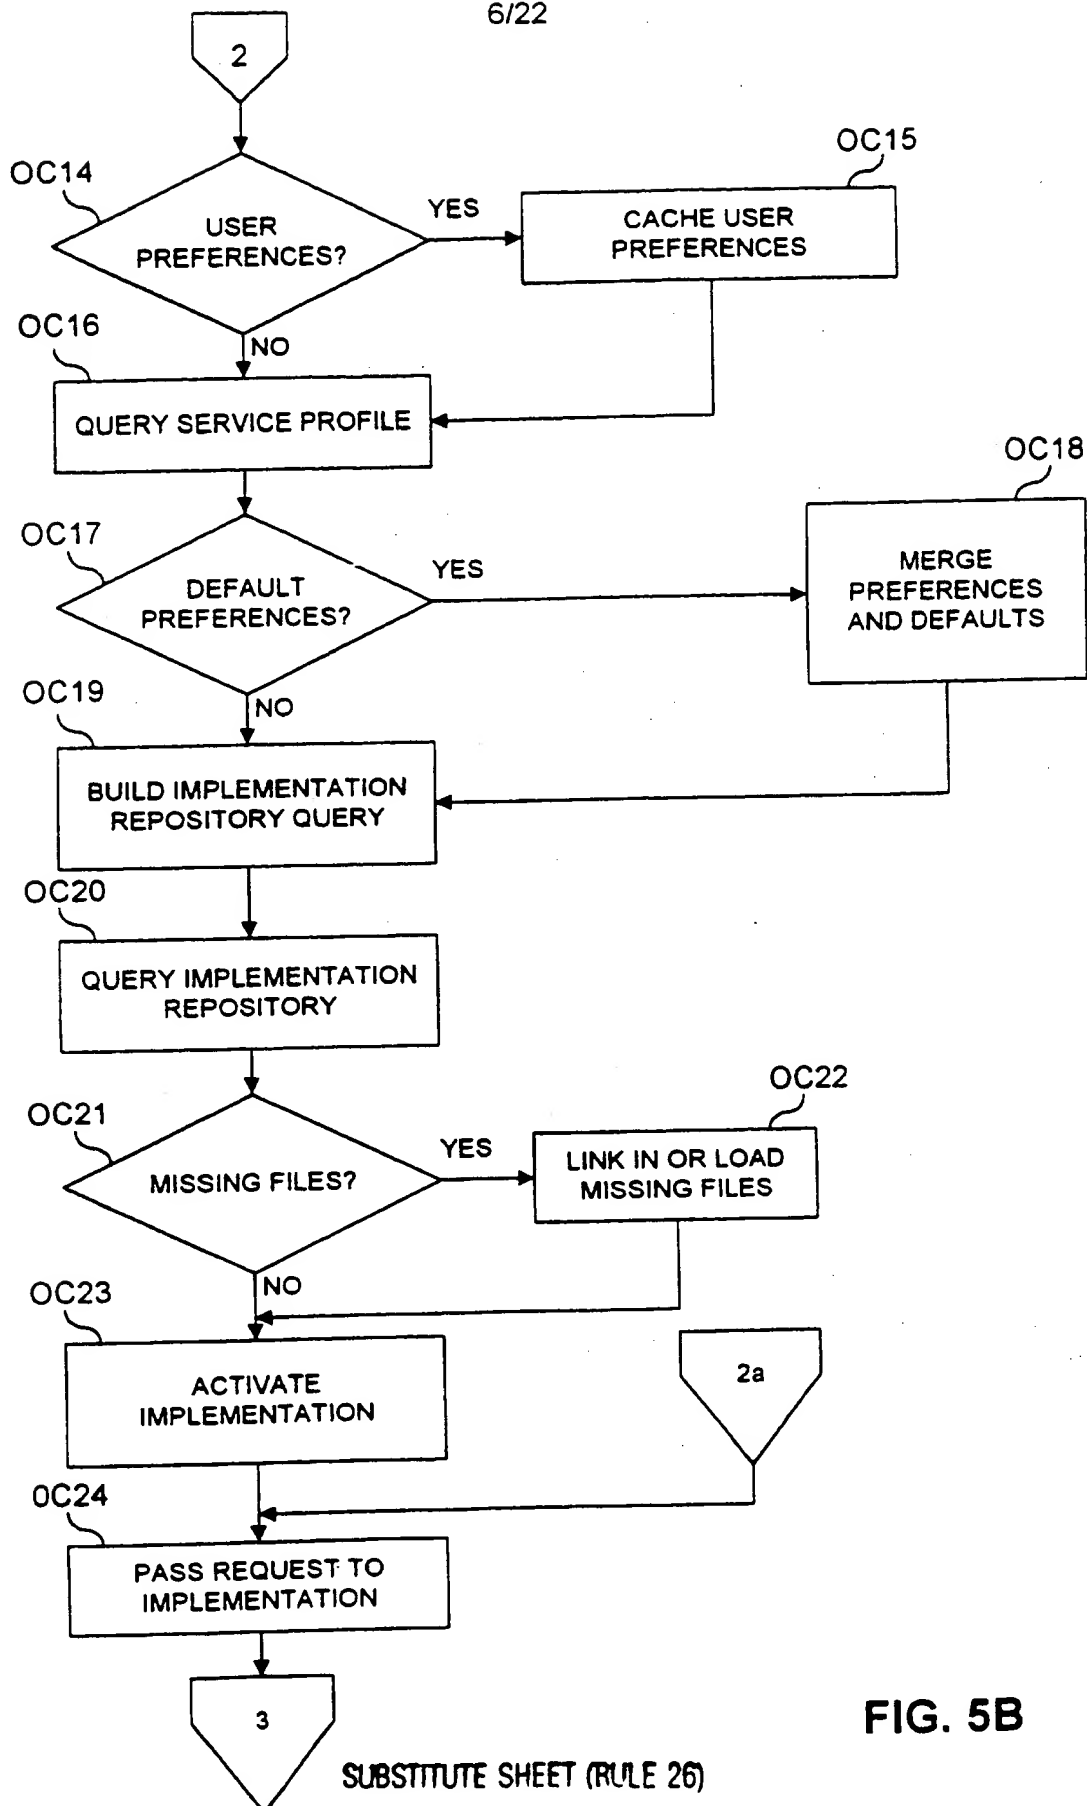 6/22
2
OC14
USER
PREFERENCES?
YES
OC15
CACHE USER
PREFERENCES
NO
OC16
QUERY SERVICE PROFILE
OC17
DEFAULT
PREFERENCES?
YES
OC18
MERGE
PREFERENCES
AND DEFAULTS
NO
OC19
BUILD IMPLEMENTATION
REPOSITORY QUERY
OC20
QUERY IMPLEMENTATION
REPOSITORY
OC21
MISSING FILES?
YES
OC22
LINK IN OR LOAD
MISSING FILES
NO
OC23
ACTIVATE
IMPLEMENTATION
2a
0C24
PASS REQUEST TO
IMPLEMENTATION
3
FIG. 5B
SUBSTITUTE SHEET (RULE 26)